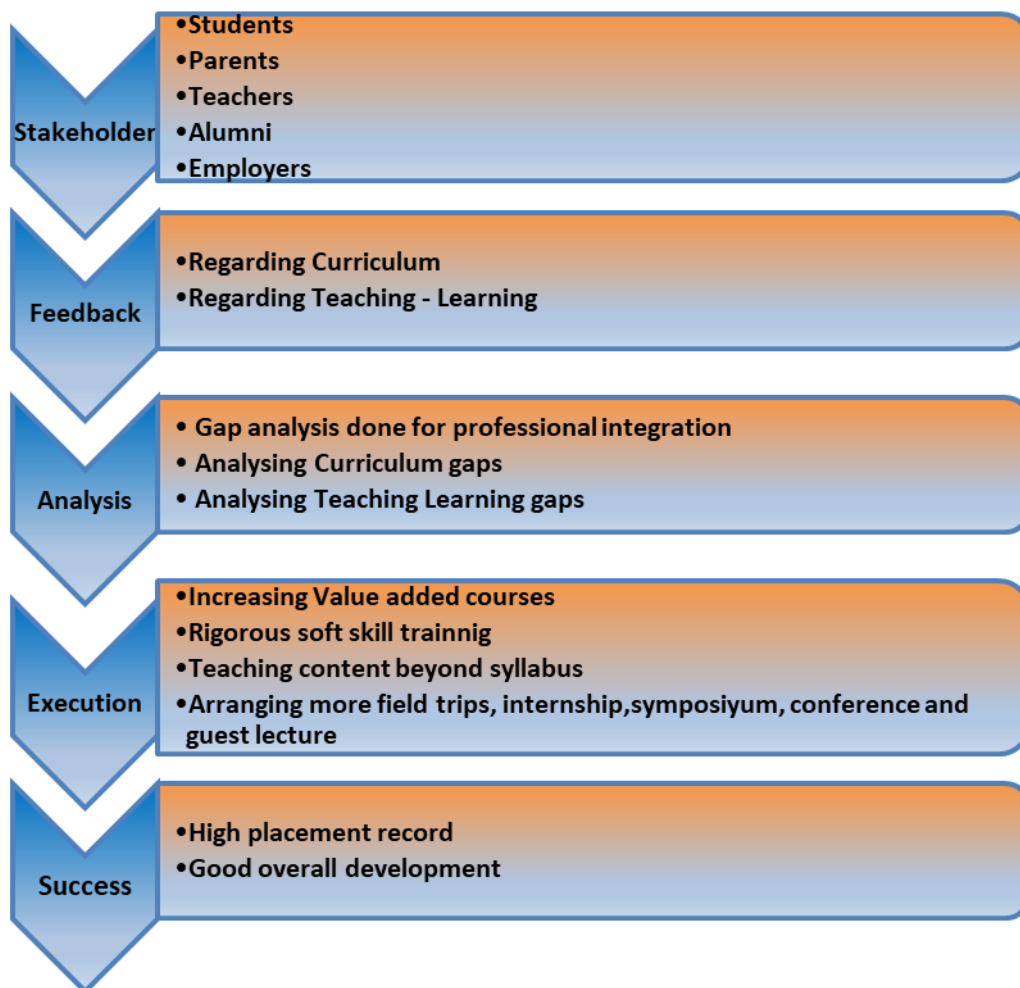 Stakeholder
•Students
•Parents
•Teachers
•Alumni
•Employers
Feedback
•Regarding Curriculum
•Regarding Teaching - Learning
Analysis
• Gap analysis done for professional integration
• Analysing Curriculum gaps
• Analysing Teaching Learning gaps
Execution
•Increasing Value added courses
•Rigorous soft skill trainnig
•Teaching content beyond syllabus
•Arranging more field trips, internship,symposiyum, conference and
guest lecture
Success
•High placement record
•Good overall development